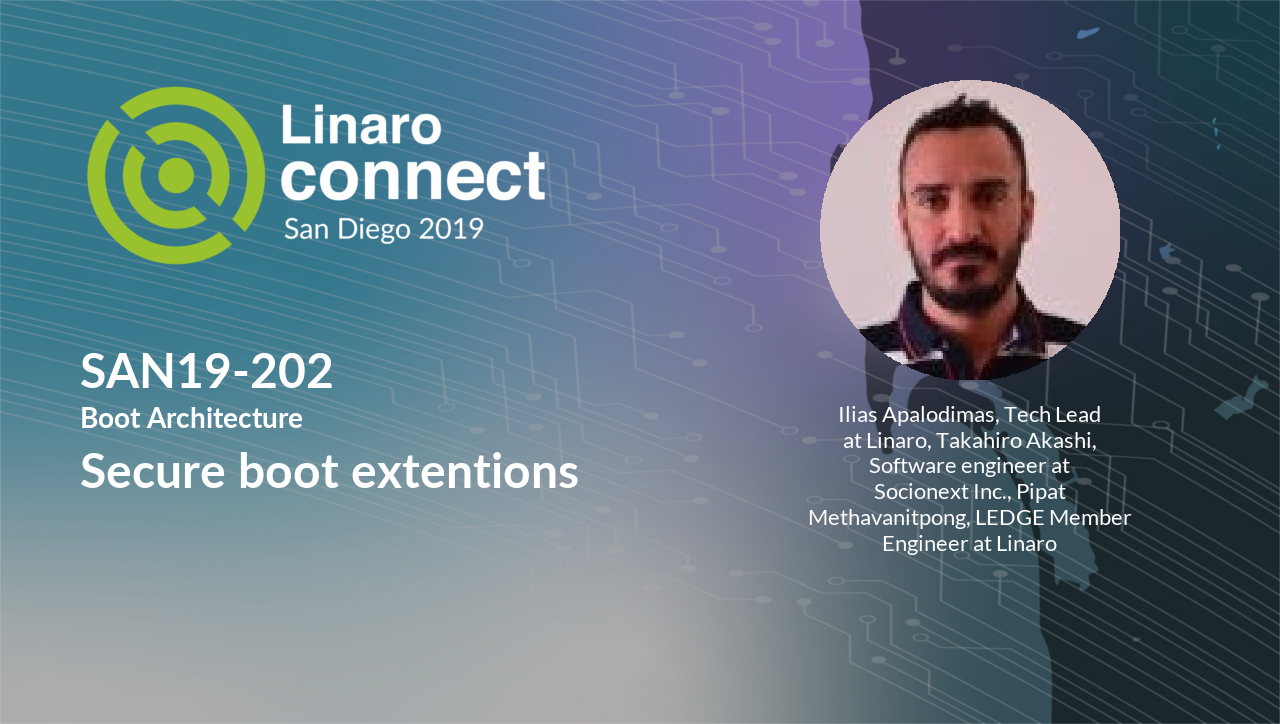 Linaro
connect
San Diego 2019
SAN19-202
Boot Architecture
Secure boot extentions
Ilias Apalodimas, Tech Lead
at Linaro, Takahiro Akashi,
Software engineer at
Socionext Inc., Pipat
Methavanitpong, LEDGE Member
Engineer at Linaro